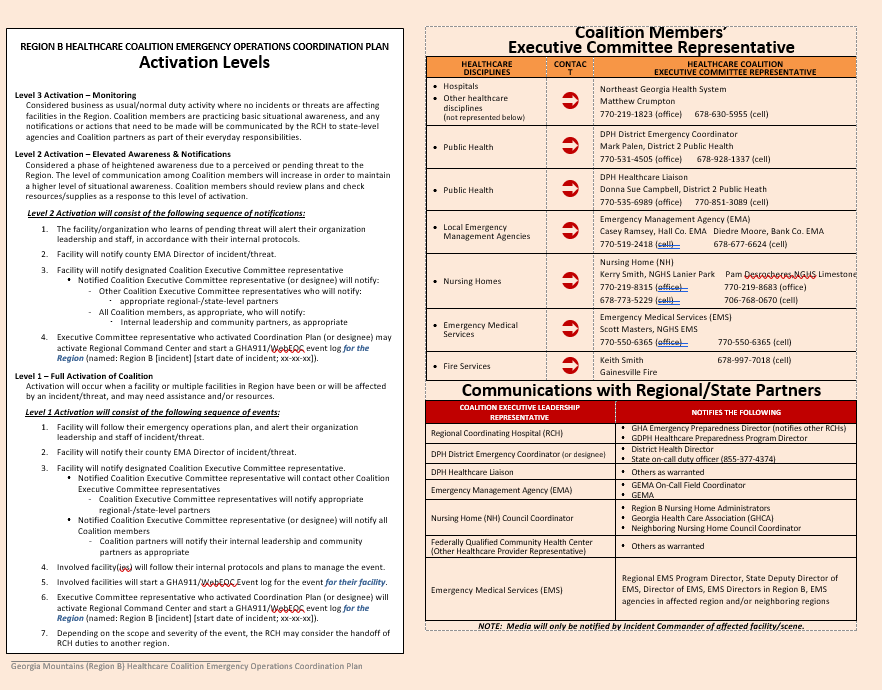 REGION B HEALTHCARE COALITION EMERGENCY OPERATIONS COORDINATION PLAN
Activation Levels
Level 3 Activation – Monitoring
Considered business as usual/normal duty activity where no incidents or threats are affecting
facilities in the Region. Coalition members are practicing basic situational awareness, and any
notifications or actions that need to be made will be communicated by the RCH to state-level
agencies and Coalition partners as part of their everyday responsibilities.
Level 2 Activation – Elevated Awareness & Notifications
Considered a phase of heightened awareness due to a perceived or pending threat to the
Region. The level of communication among Coalition members will increase in order to maintain
a higher level of situational awareness. Coalition members should review plans and check
resources/supplies as a response to this level of activation.
Level 2 Activation will consist of the following sequence of notifications:
1. The facility/organization who learns of pending threat will alert their organization
leadership and staff, in accordance with their internal protocols.
2. Facility will notify county EMA Director of incident/threat.
3. Facility will notify designated Coalition Executive Committee representative
• Notified Coalition Executive Committee representative (or designee) will notify:
- Other Coalition Executive Committee representatives who will notify:
· appropriate regional-/state-level partners
- All Coalition members, as appropriate, who will notify:
· Internal leadership and community partners, as appropriate
4. Executive Committee representative who activated Coordination Plan (or designee) may
activate Regional Command Center and start a GHA911/WebEOC event log for the
Region (named: Region B [incident] [start date of incident; xx-xx-xx]).
Level 1 – Full Activation of Coalition
Activation will occur when a facility or multiple facilities in Region have been or will be affected
by an incident/threat, and may need assistance and/or resources.
Level 1 Activation will consist of the following sequence of events:
1. Facility will follow their emergency operations plan, and alert their organization
leadership and staff of incident/threat.
2. Facility will notify their county EMA Director of incident/threat.
3. Facility will notify designated Coalition Executive Committee representative.
• Notified Coalition Executive Committee representative will contact other Coalition
Executive Committee representatives
- Coalition Executive Committee representatives will notify appropriate
regional-/state-level partners
• Notified Coalition Executive Committee representative (or designee) will notify all
Coalition members
- Coalition partners will notify their internal leadership and community
partners as appropriate
4. Involved facility(ies) will follow their internal protocols and plans to manage the event.
5. Involved facilities will start a GHA911/WebEOC Event log for the event for their facility.
6. Executive Committee representative who activated Coordination Plan (or designee) will
activate Regional Command Center and start a GHA911/WebEOC event log for the
Region (named: Region B [incident] [start date of incident; xx-xx-xx]).
7. Depending on the scope and severity of the event, the RCH may consider the handoff of
RCH duties to another region.
Georgia Mountains (Region B) Healthcare Coalition Emergency Operations Coordination Plan
Coalition Members'
Executive Committee Representative
HEALTHCARE
DISCIPLINES
CONTAC
T
HEALTHCARE COALITION
EXECUTIVE COMMITTEE REPRESENTATIVE
• Hospitals
• Other healthcare
disciplines
(not represented below)
Northeast Georgia Health System
Matthew Crumpton
770-219-1823 (office) 678-630-5955 (cell)
• Public Health
DPH District Emergency Coordinator
Mark Palen, District 2 Public Health
770-531-4505 (office) 678-928-1337 (cell)
• Public Health
DPH Healthcare Liaison
Donna Sue Campbell, District 2 Public Heath
770-535-6989 (office) 770-851-3089 (cell)
• Local Emergency
Management Agencies
Emergency Management Agency (EMA)
Casey Ramsey, Hall Co. EMA Diedre Moore, Bank Co. EMA
770-519-2418 (cell) 678-677-6624 (cell)
• Nursing Homes
Nursing Home (NH)
Kerry Smith, NGHS Lanier Park Pam Desrochores, NGHS Limestone
770-219-8315 (office) 770-219-8683 (office)
678-773-5229 (cell) 706-768-0670 (cell)
• Emergency Medical
Services
Emergency Medical Services (EMS)
Scott Masters, NGHS EMS
770-550-6365 (office) 770-550-6365 (cell)
• Fire Services
Keith Smith 678-997-7018 (cell)
Gainesville Fire
Communications with Regional/State Partners
COALITION EXECUTIVE LEADERSHIP
REPRESENTATIVE
NOTIFIES THE FOLLOWING
Regional Coordinating Hospital (RCH)
• GHA Emergency Preparedness Director (notifies other RCHs)
• GDPH Healthcare Preparedness Program Director
DPH District Emergency Coordinator (or designee)
• District Health Director
• State on-call duty officer (855-377-4374)
DPH Healthcare Liaison
• Others as warranted
Emergency Management Agency (EMA)
• GEMA On-Call Field Coordinator
• GEMA
Nursing Home (NH) Council Coordinator
• Region B Nursing Home Administrators
• Georgia Health Care Association (GHCA)
• Neighboring Nursing Home Council Coordinator
Federally Qualified Community Health Center
(Other Healthcare Provider Representative)
• Others as warranted
Emergency Medical Services (EMS)
Regional EMS Program Director, State Deputy Director of
EMS, Director of EMS, EMS Directors in Region B, EMS
agencies in affected region and/or neighboring regions
NOTE: Media will only be notified by Incident Commander of affected facility/scene.